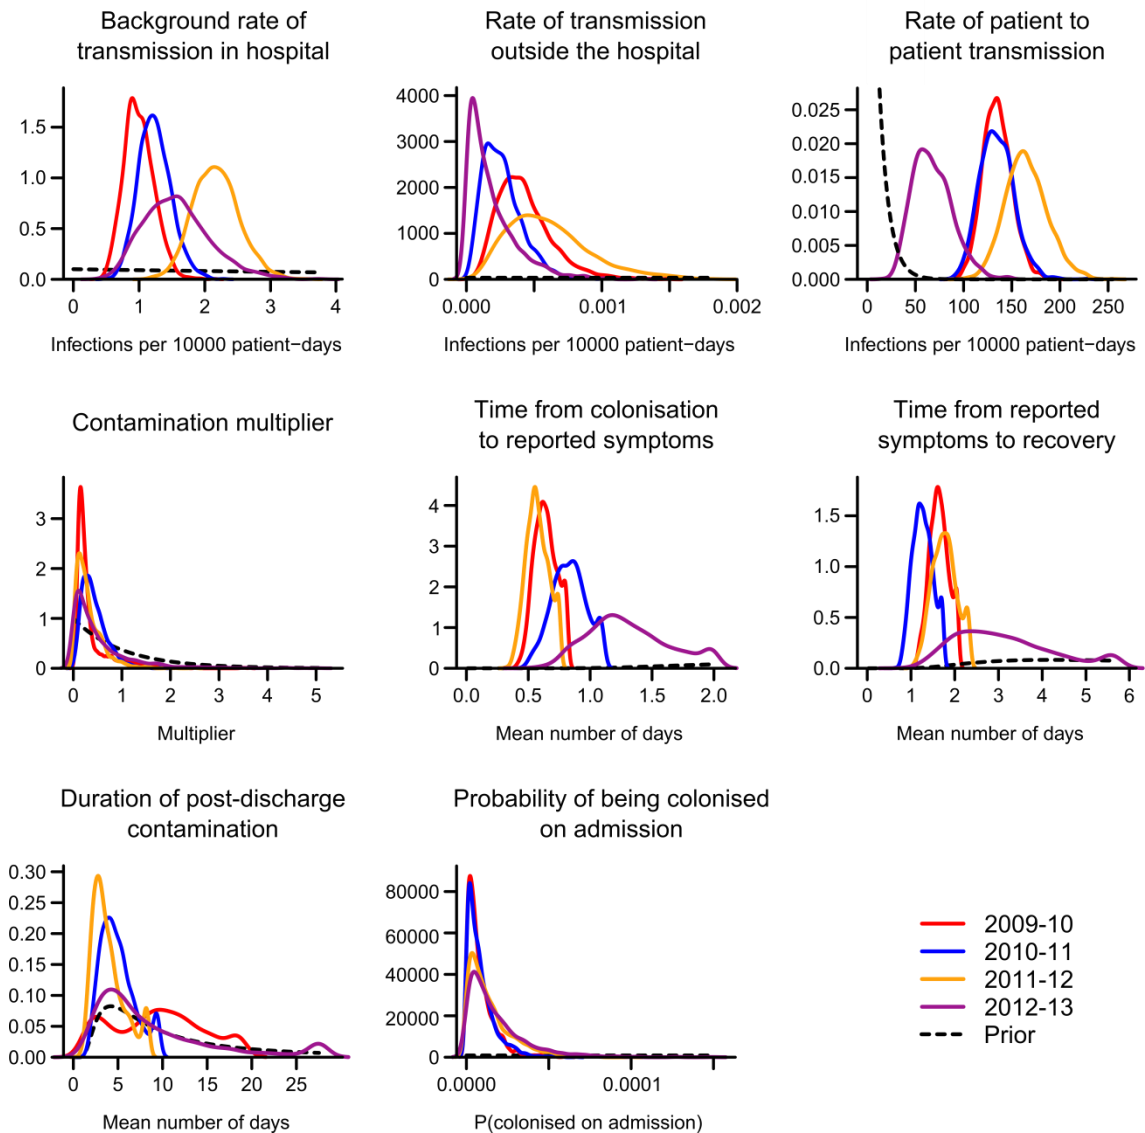 Background rate of
transmission in hospital
Rate of transmission
outside the hospital
Rate of patient to
patient transmission
1.5
1.0
0.5
0.0
0 1 2 3 4
Infections per 10000 patient−days
4000
3000
2000
1000
0
0.000 0.001 0.002
Infections per 10000 patient−days
0.025
0.020
0.015
0.010
0.005
0.000
0 50 100 150 200 250
Infections per 10000 patient−days
Contamination multiplier
Time from colonisation
to reported symptoms
Time from reported
symptoms to recovery
3
2
1
0
0 1 2 3 4 5
Multiplier
4
3
2
1
0
0.0 0.5 1.0 1.5 2.0
Mean number of days
1.5
1.0
0.5
0.0
0 1 2 3 4 5 6
Mean number of days
Duration of post-discharge
contamination
Probability of being colonised
on admission
0.30
0.25
0.20
0.15
0.10
0.05
0.00
0 5 10 15 20 25
Mean number of days
80000
60000
40000
20000
0
0.0000 0.0001
P(colonised on admission)
2009-10
2010-11
2011-12
2012-13
Prior